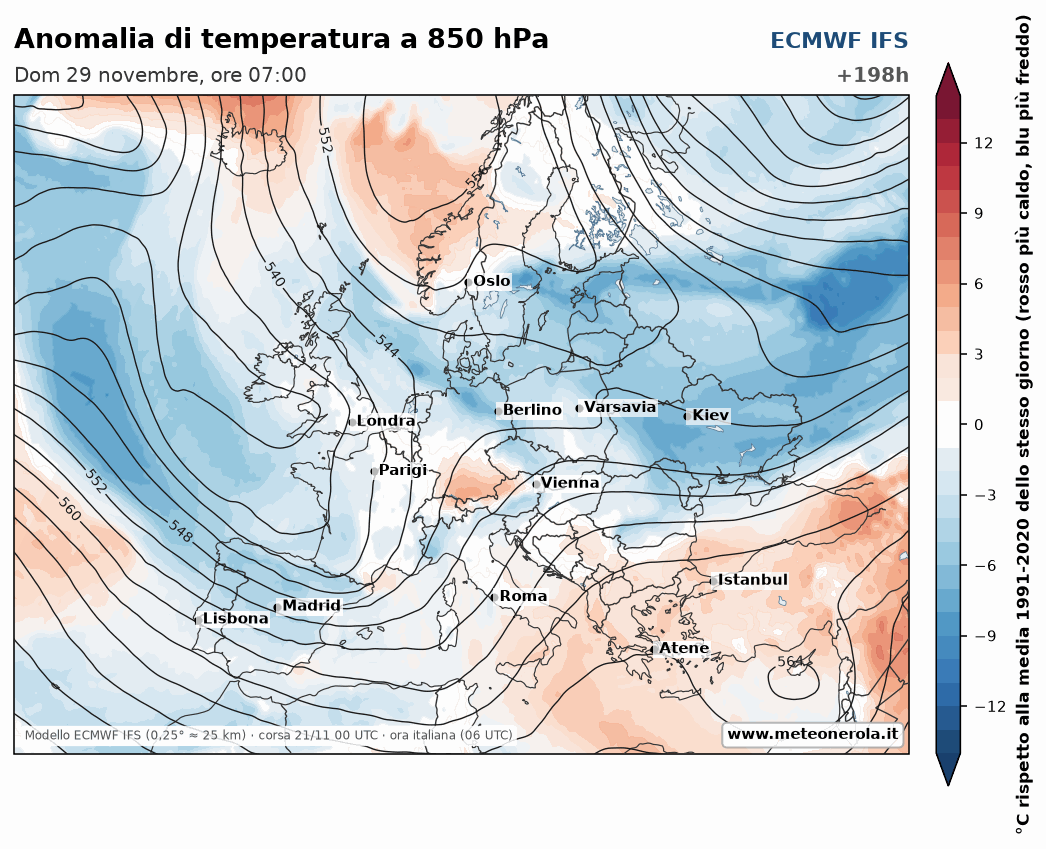 Anomalia di temperatura a 850 hPa
ECMWF IFS
Dom 29 novembre, ore 07:00
+198h
552
556
540
544
552
560
548
564
Oslo
Londra
Berlino
Varsavia
Kiev
Parigi
Vienna
Istanbul
Roma
Madrid
Lisbona
Atene
Modello ECMWF IFS (0,25° ≈ 25 km) · corsa 21/11 00 UTC · ora italiana (06 UTC)
www.meteonerola.it
12
9
6
3
0
−3
−6
−9
−12
°C rispetto alla media 1991-2020 dello stesso giorno (rosso più caldo, blu più freddo)